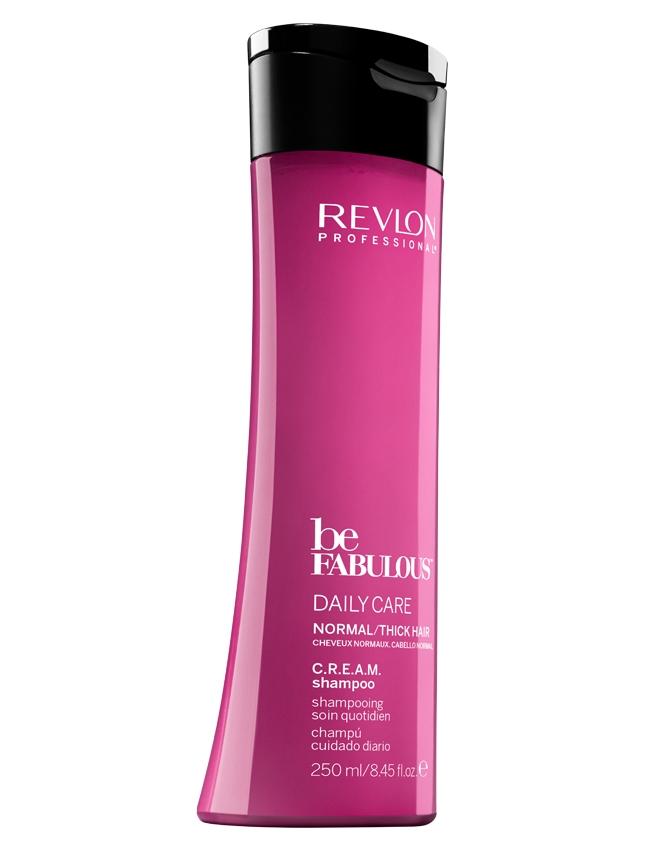 REVLON
PROFESSIONAL®
be
FABULOUS™
DAILY CARE
NORMAL/THICK HAIR
CHEVEUX NORMAUX. CABELLO NORMAL
C.R.E.A.M.
shampoo
shampooing
soin quotidien
champú
cuidado diario
250 ml/8.45 fl.oz. ℮